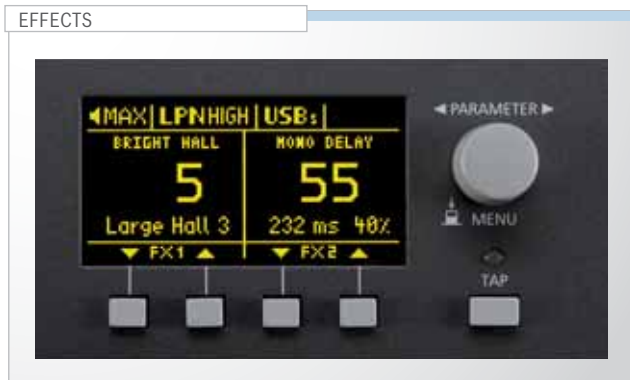 EFFECTS
◄MAX| LPNHIGH | USB: |
◄ PARAMETER ►
BRIGHT HALL
MONO DELAY
5
55
Large Hall 3
232 ms 40%
MENU
▼ FX1 ▲
▼ FX2 ▲
TAP